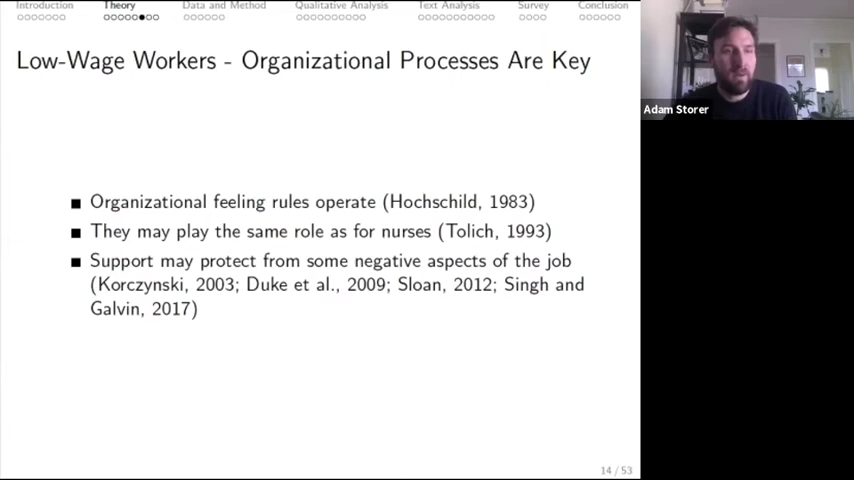 Introduction Theory Data and Method Qualitative Analysis Text Analysis Survey Conclusion
Low-Wage Workers - Organizational Processes Are Key
Adam Storer
Organizational feeling rules operate (Hochschild, 1983)
They may play the same role as for nurses (Tolich, 1993)
Support may protect from some negative aspects of the job
(Korczynski, 2003; Duke et al., 2009; Sloan, 2012; Singh and
Galvin, 2017)
14 / 53